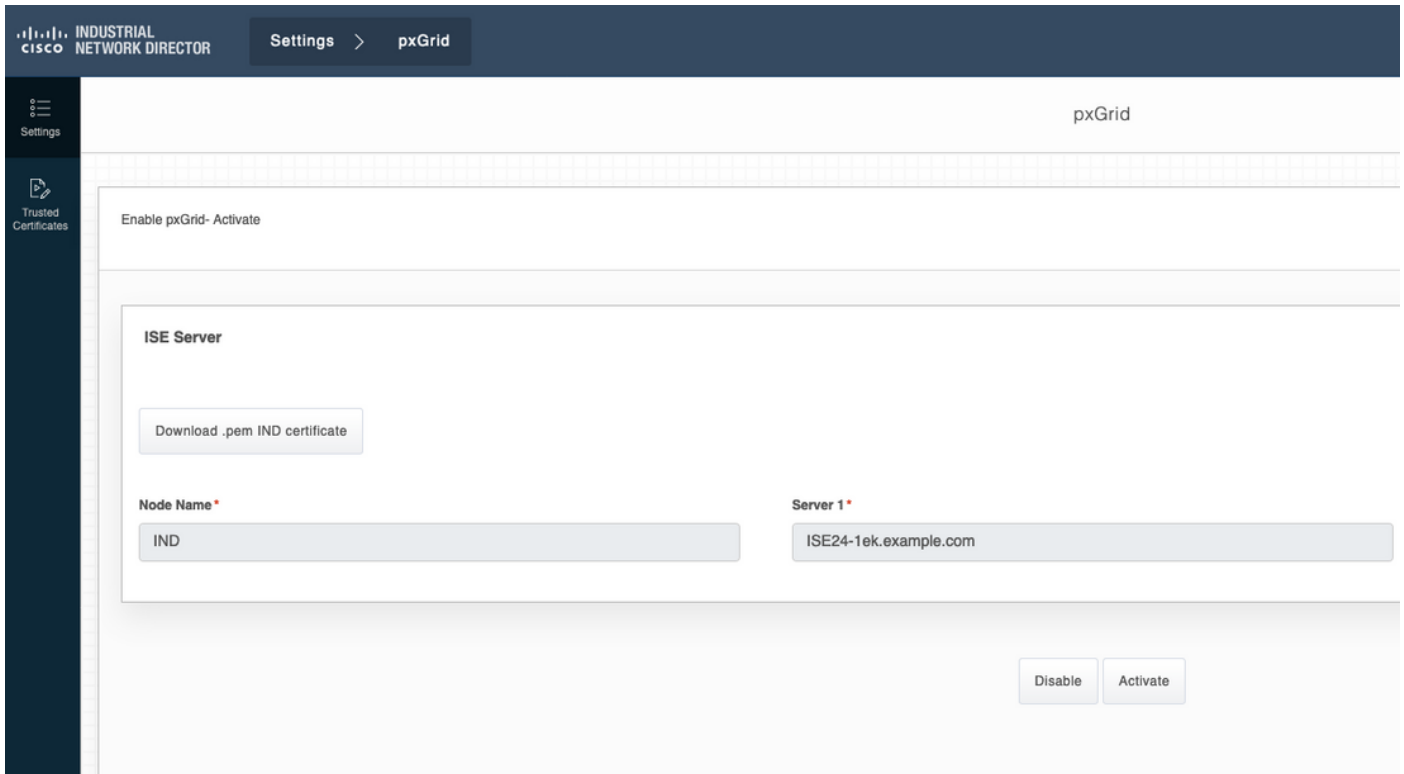 INDUSTRIAL
CISCO NETWORK DIRECTOR
Settings > pxGrid
Settings
pxGrid
Trusted
Certificates
Enable pxGrid- Activate
ISE Server
Download .pem IND certificate
Node Name* Server 1*
IND ISE24-1ek.example.com
Disable Activate